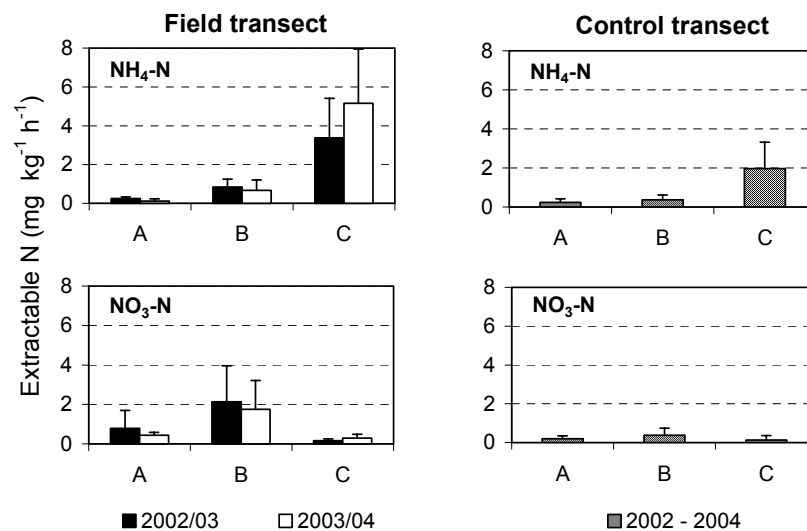 Field transect
Control transect
Extractable N (mg kg⁻¹ h⁻¹)
NH₄-N
8
6
4
2
0
A B C
NH₄-N
8
6
4
2
0
A B C
NO₃-N
8
6
4
2
0
A B C
NO₃-N
8
6
4
2
0
A B C
2002/03 2003/04
2002 - 2004